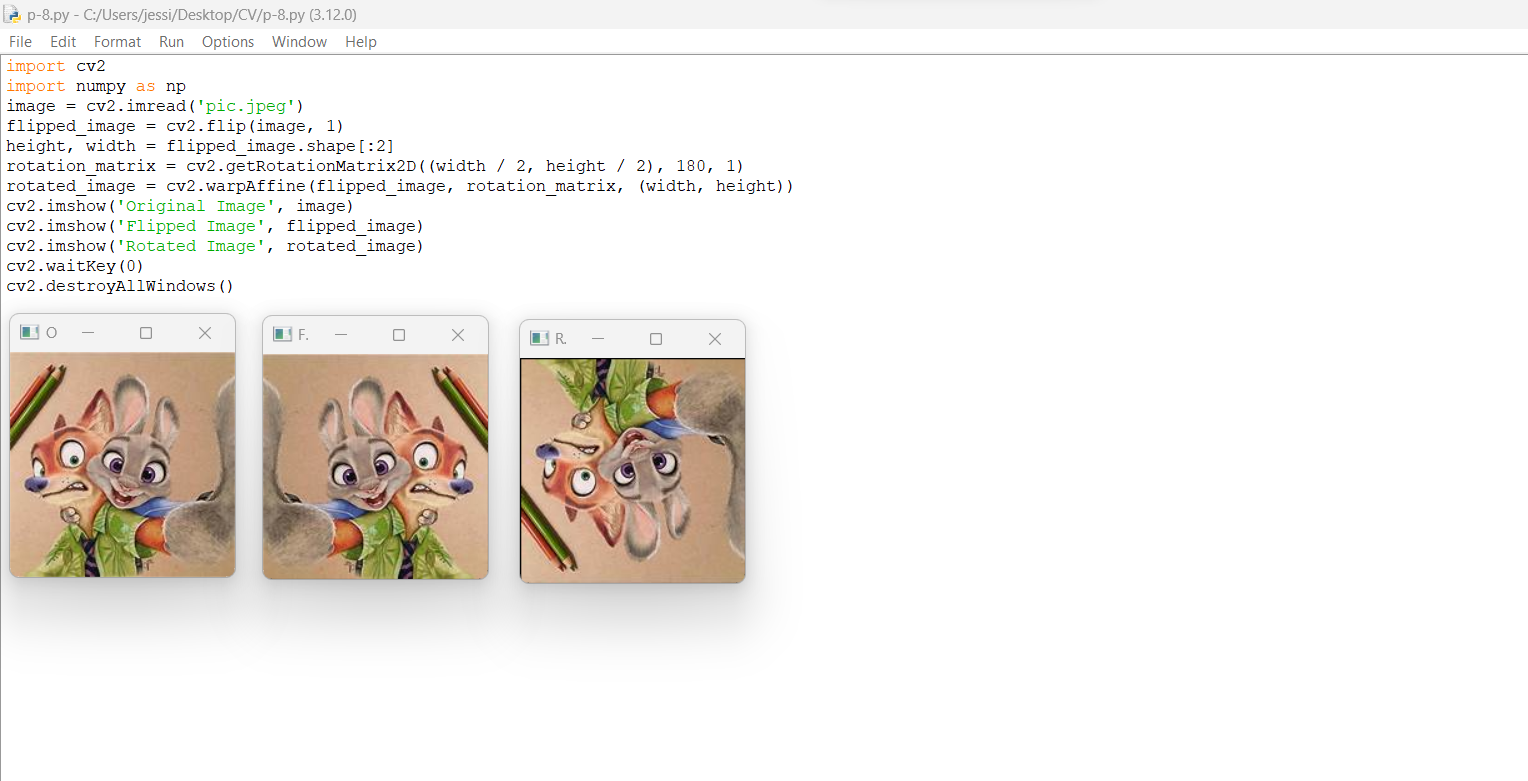 p-8.py - C:/Users/jessi/Desktop/CV/p-8.py (3.12.0)
File Edit Format Run Options Window Help
import cv2
import numpy as np
image = cv2.imread('pic.jpeg')
flipped_image = cv2.flip(image, 1)
height, width = flipped_image.shape[:2]
rotation_matrix = cv2.getRotationMatrix2D((width / 2, height / 2), 180, 1)
rotated_image = cv2.warpAffine(flipped_image, rotation_matrix, (width, height))
cv2.imshow('Original Image', image)
cv2.imshow('Flipped Image', flipped_image)
cv2.imshow('Rotated Image', rotated_image)
cv2.waitKey(0)
cv2.destroyAllWindows()
O
F.
R.